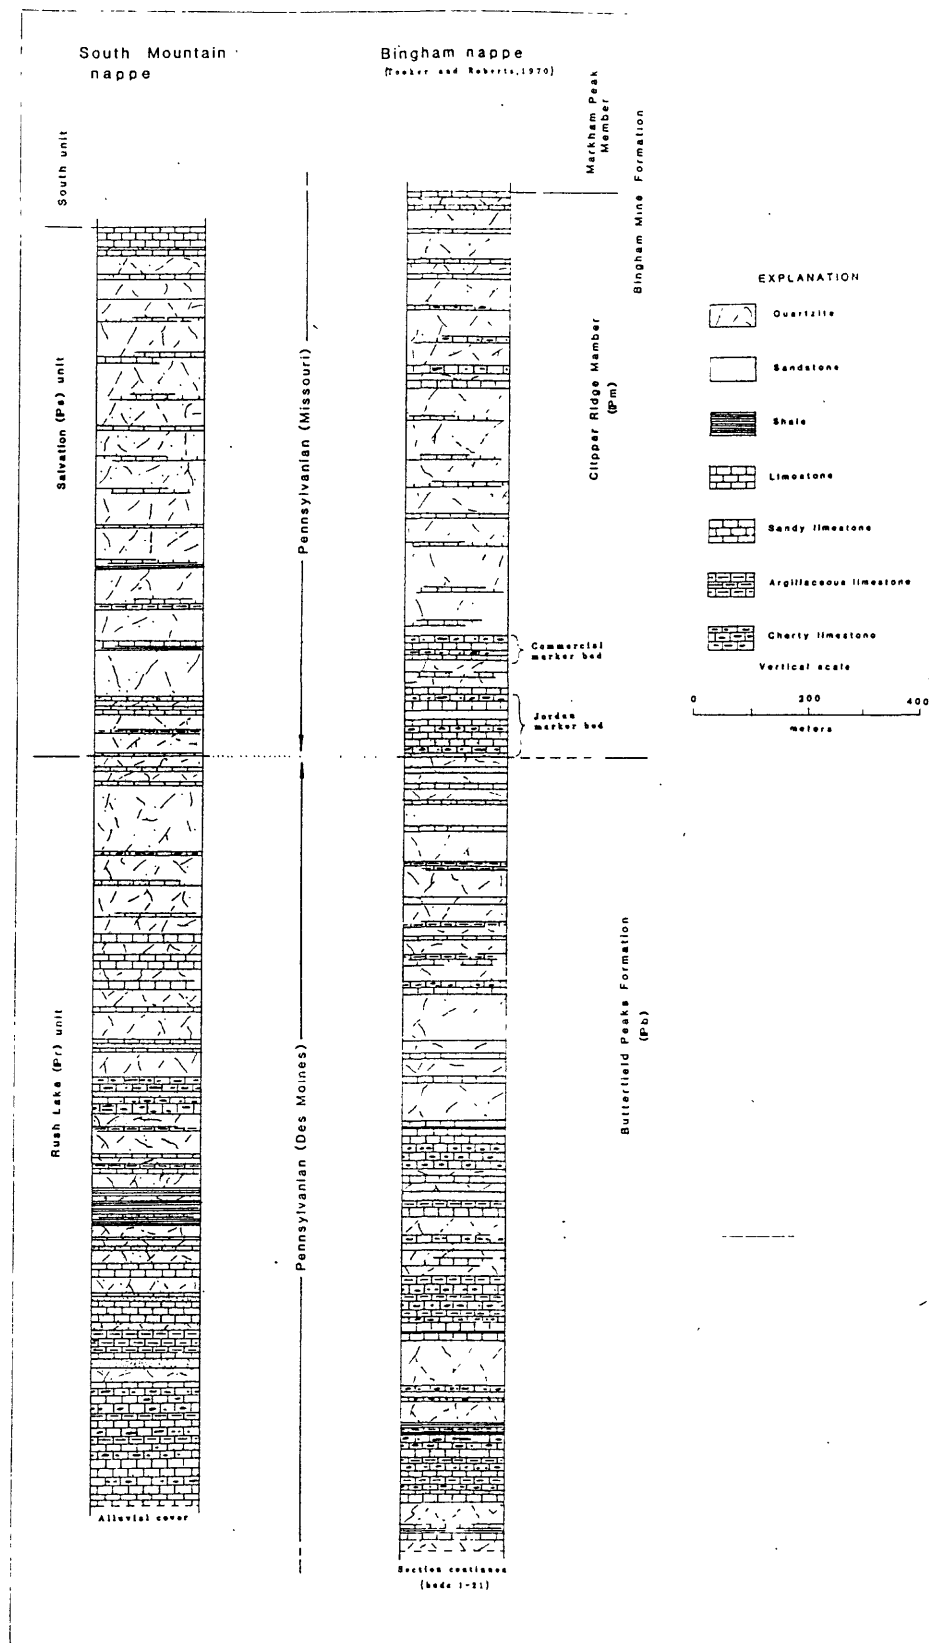 South Mountain
nappe
Bingham nappe
(Tooker and Roberts, 1970)
South unit
Salvation (Ps) unit
Rush Lake (Pr) unit
Pennsylvanian (Missouri)
Pennsylvanian (Des Moines)
Markham Peak
Member
Bingham Mine Formation
Clipper Ridge Member
(Pm)
Butterfield Peaks Formation
(Pb)
Commercial
marker bed
Jordan
marker bed
Alluvial cover
Section continues
(beds 1-21)
EXPLANATION
Quartzite
Sandstone
Shale
Limestone
Sandy limestone
Argillaceous limestone
Cherty limestone
Vertical scale
0 200 400
meters